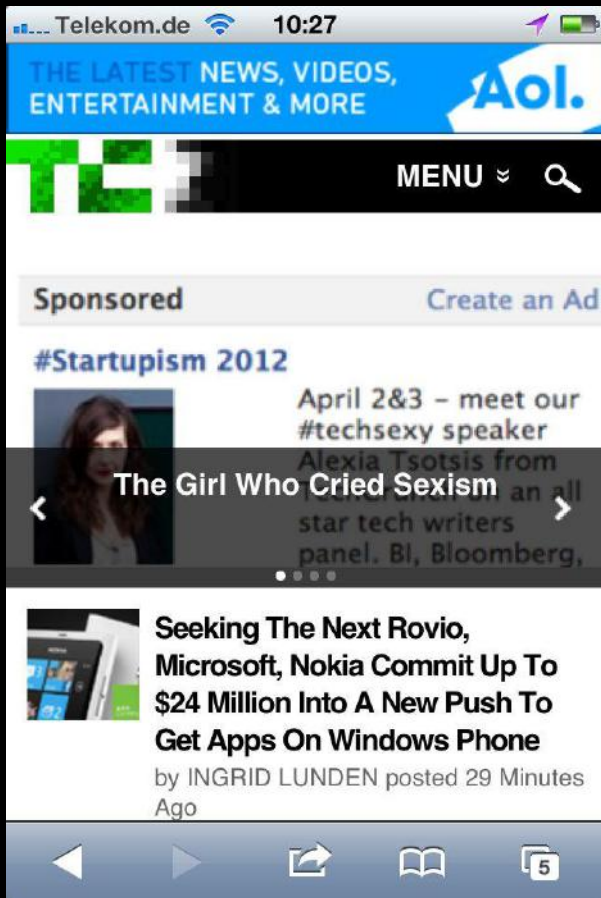 Telekom.de 10:27
THE LATEST NEWS, VIDEOS,
ENTERTAINMENT & MORE
Aol.
TC
MENU
Sponsored Create an Ad
#Startupism 2012
April 2&3 – meet our
#techsexy speaker
Alexia Tsotsis from
TechCrunch on an all
star tech writers
panel. BI, Bloomberg,
The Girl Who Cried Sexism
Seeking The Next Rovio,
Microsoft, Nokia Commit Up To
$24 Million Into A New Push To
Get Apps On Windows Phone
by INGRID LUNDEN posted 29 Minutes
Ago
5